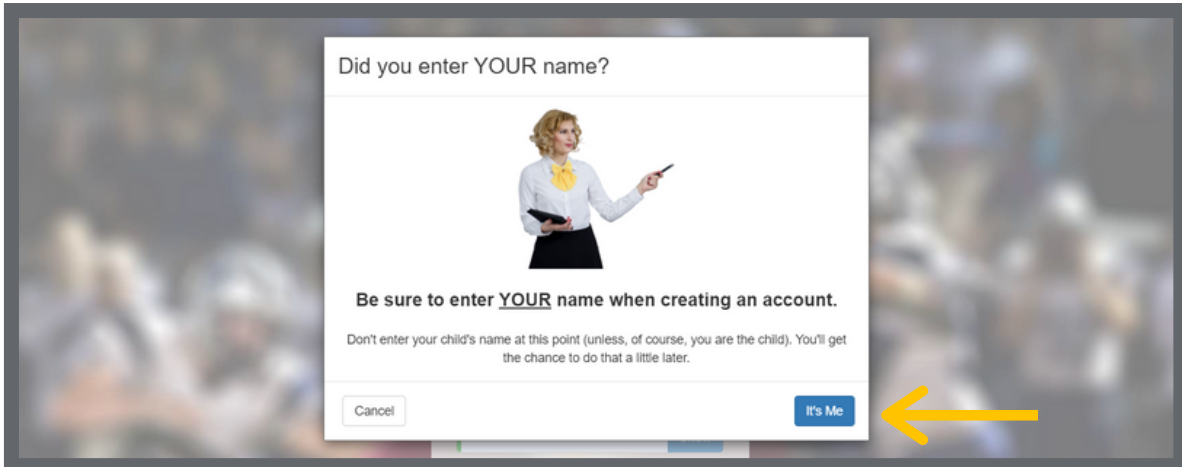 Did you enter YOUR name?
Be sure to enter YOUR name when creating an account.
Don't enter your child's name at this point (unless, of course, you are the child). You'll get
the chance to do that a little later.
Cancel
It's Me